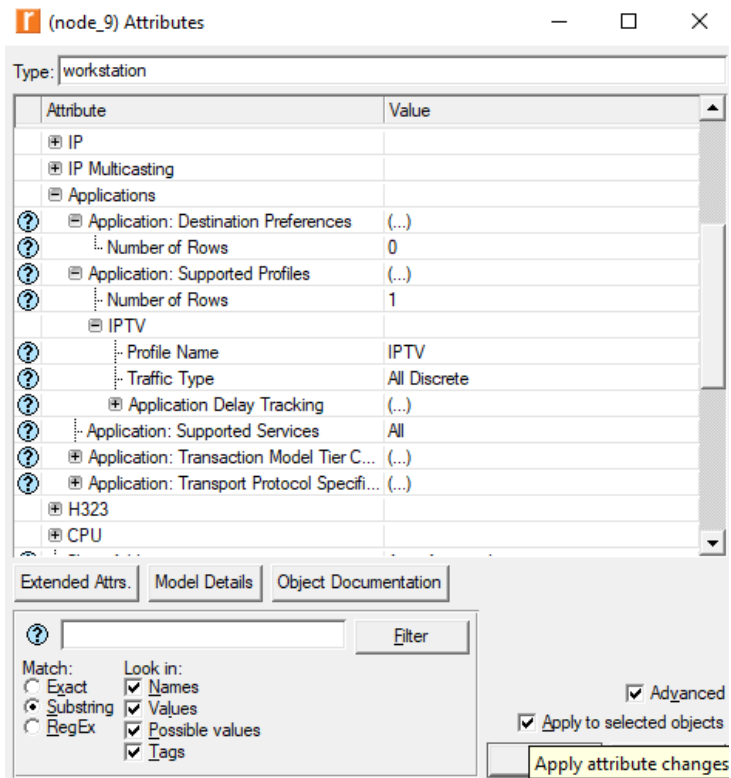 (node_9) Attributes
Type: workstation
Attribute Value
IP
IP Multicasting
Applications
Application: Destination Preferences (...)
Number of Rows 0
Application: Supported Profiles (...)
Number of Rows 1
IPTV
Profile Name IPTV
Traffic Type All Discrete
Application Delay Tracking (...)
Application: Supported Services All
Application: Transaction Model Tier C... (...)
Application: Transport Protocol Specifi... (...)
H323
CPU
Extended Attrs. Model Details Object Documentation
Filter
Match: Look in:
Exact Names
Substring Values
RegEx Possible values
Tags
Advanced
Apply to selected objects
Apply attribute changes